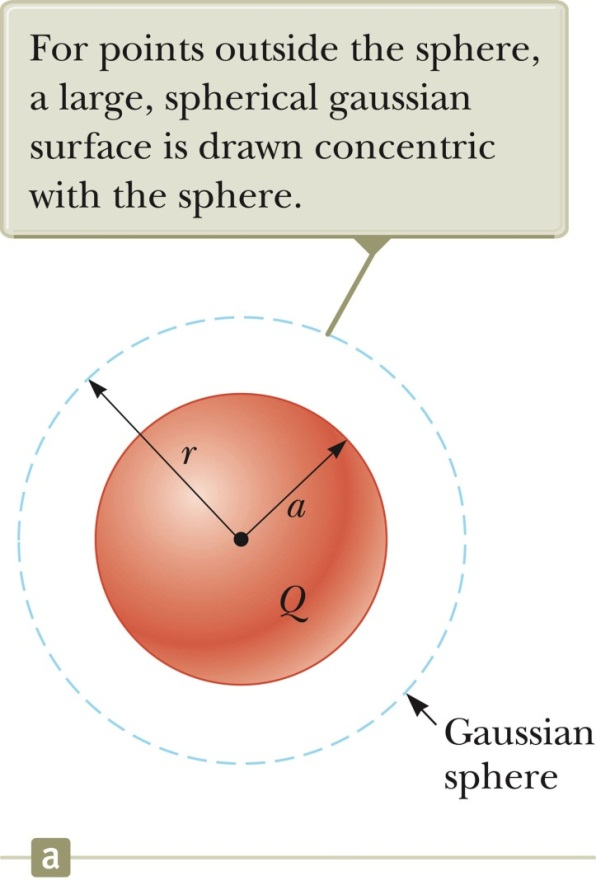 For points outside the sphere,
a large, spherical gaussian
surface is drawn concentric
with the sphere.
r
a
Q
Gaussian
sphere
a